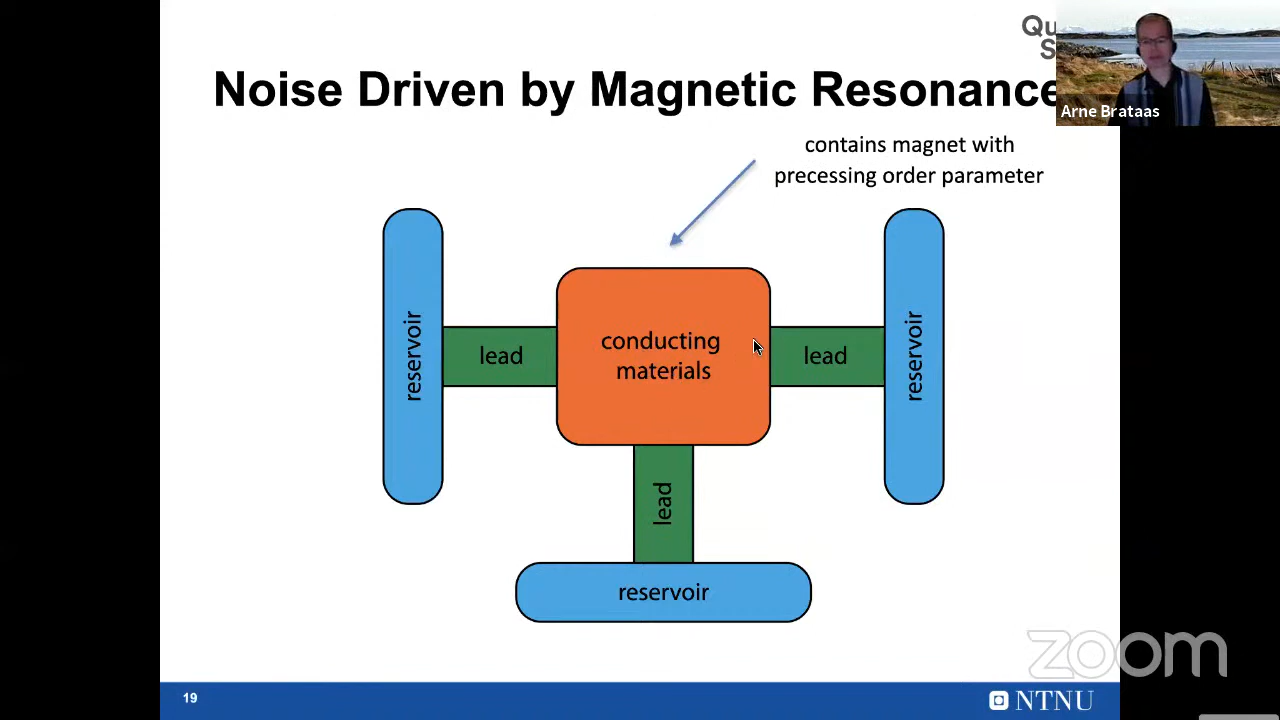 Qu
S
Noise Driven by Magnetic Resonance
Arne Brataas
contains magnet with
precessing order parameter
reservoir
lead
conducting
materials
lead
reservoir
lead
reservoir
zoom
19
NTNU